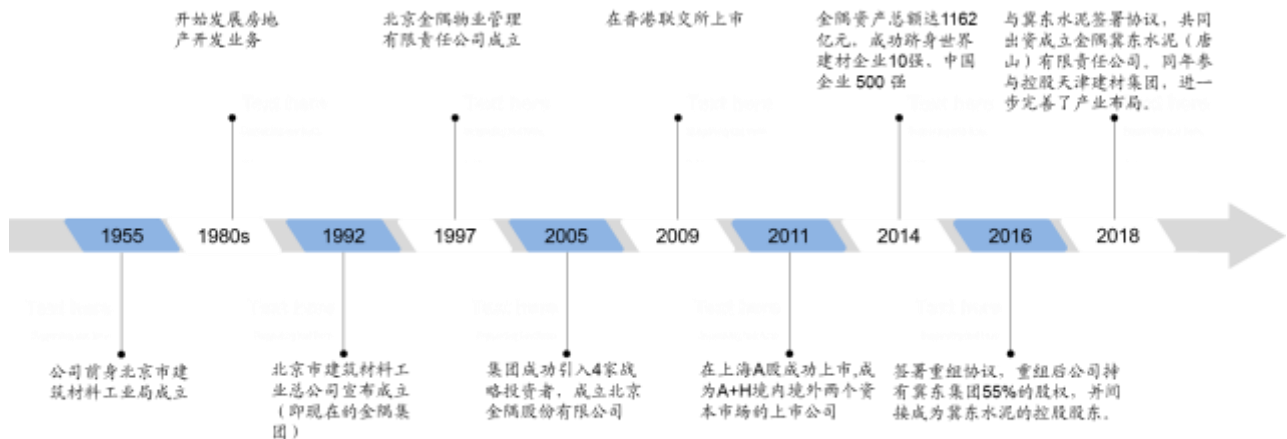 开始发展房地
产开发业务
北京金隅物业管理
有限责任公司成立
在香港联交所上市
金隅资产总额达1162
亿元，成功跻身世界
建材企业10强、中国
企业 500 强
与冀东水泥签署协议，共同
出资成立金隅冀东水泥（唐
山）有限责任公司。同年参
与控股天津建材集团，进一
步完善了产业布局。
1955
1980s
1992
1997
2005
2009
2011
2014
2016
2018
公司前身北京市建
筑材料工业局成立
北京市建筑材料工
业总公司宣布成立
（即现在的金隅集
团）
集团成功引入4家战
略投资者，成立北京
金隅股份有限公司
在上海A股成功上市,成
为A+H境内境外两个资
本市场的上市公司
签署重组协议，重组后公司持
有冀东集团55%的股权，并间
接成为冀东水泥的控股股东。